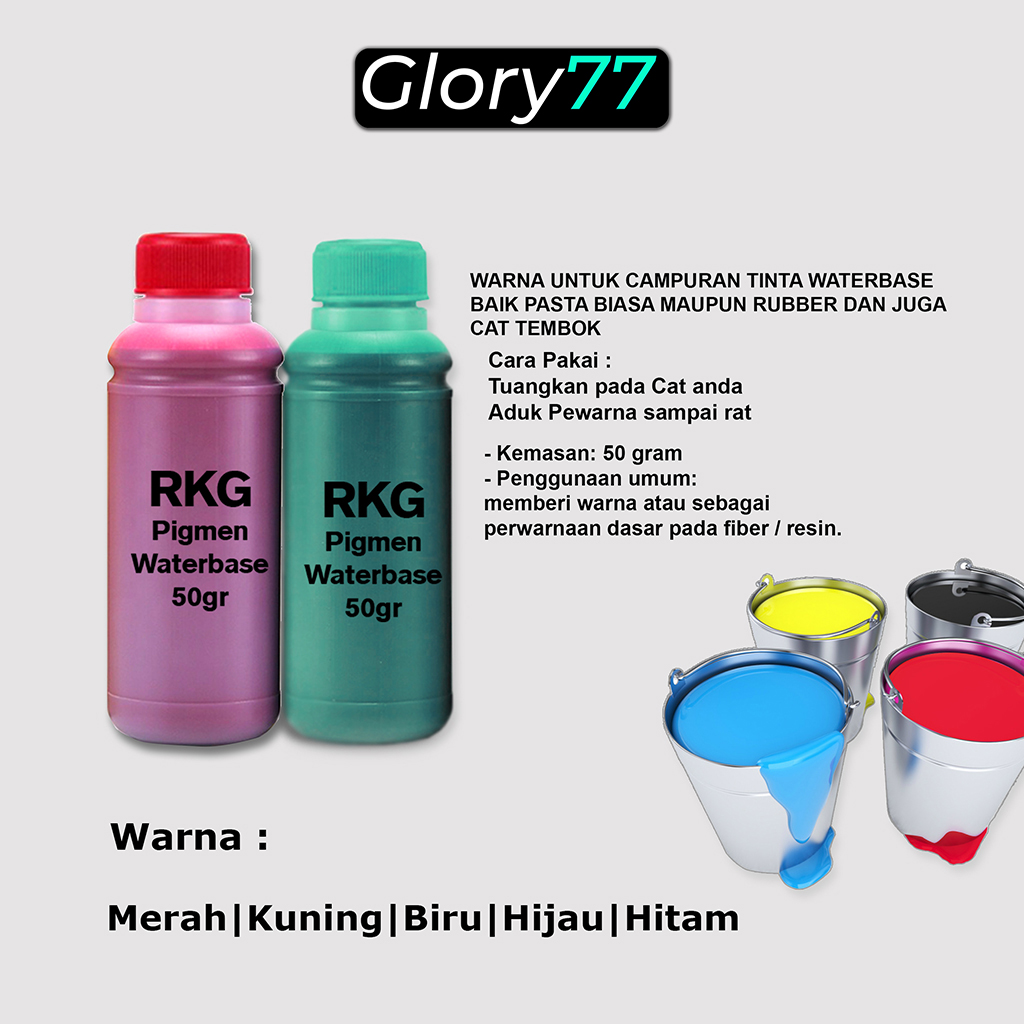 Glory77
WARNA UNTUK CAMPURAN TINTA WATERBASE
BAIK PASTA BIASA MAUPUN RUBBER DAN JUGA
CAT TEMBOK
Cara Pakai :
Tuangkan pada Cat anda
Aduk Pewarna sampai rat
- Kemasan: 50 gram
- Penggunaan umum:
memberi warna atau sebagai
perwarnaan dasar pada fiber / resin.
RKG
Pigmen
Waterbase
50gr
RKG
Pigmen
Waterbase
50gr
Warna :
Merah|Kuning|Biru|Hijau|Hitam